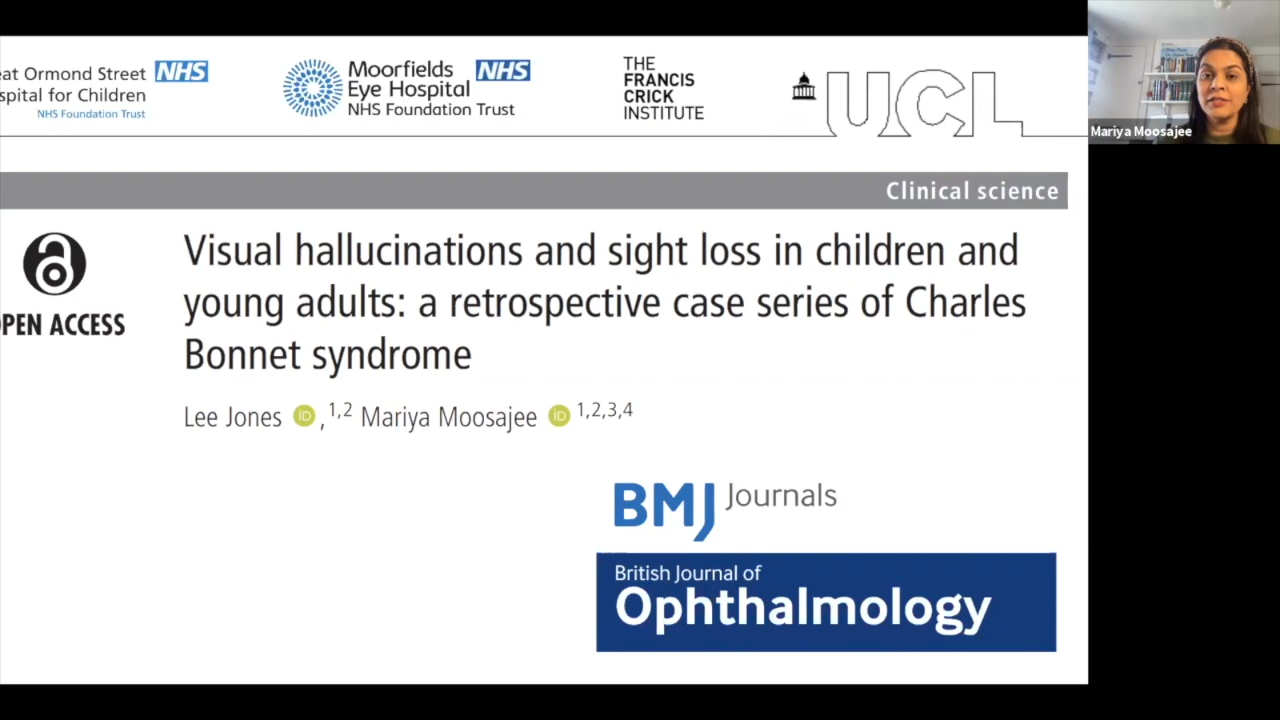 eat Ormond Street NHS
spital for Children
NHS Foundation Trust
Moorfields NHS
Eye Hospital
NHS Foundation Trust
THE
FRANCIS
CRICK
INSTITUTE
UCL
Mariya Moosajee
Clinical science
OPEN ACCESS
Visual hallucinations and sight loss in children and
young adults: a retrospective case series of Charles
Bonnet syndrome
Lee Jones iD ,1,2 Mariya Moosajee iD 1,2,3,4
BMJ Journals
British Journal of
Ophthalmology